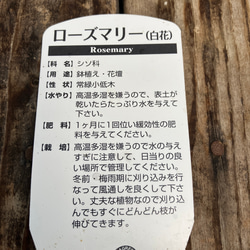 ローズマリー(白花)
Rosemary
【科 名】シソ科
【用 途】鉢植え・花壇
【性 状】常緑小低木
【水やり】高温多湿を嫌うので、表土が
乾いたらたっぷり水を与えて
下さい。
【肥 料】1ヶ月に1回位い緩効性の肥
料を与えてください。
【栽 培】高温多湿を嫌うので水の与え
すぎに注意して、日当りの良
い場所で管理してください。
冬前・梅雨期に刈り込みを行
なって風通しを良くして下さ
い。丈夫な植物なので刈り込
んでもすぐにどんどん枝が
伸びてきます。